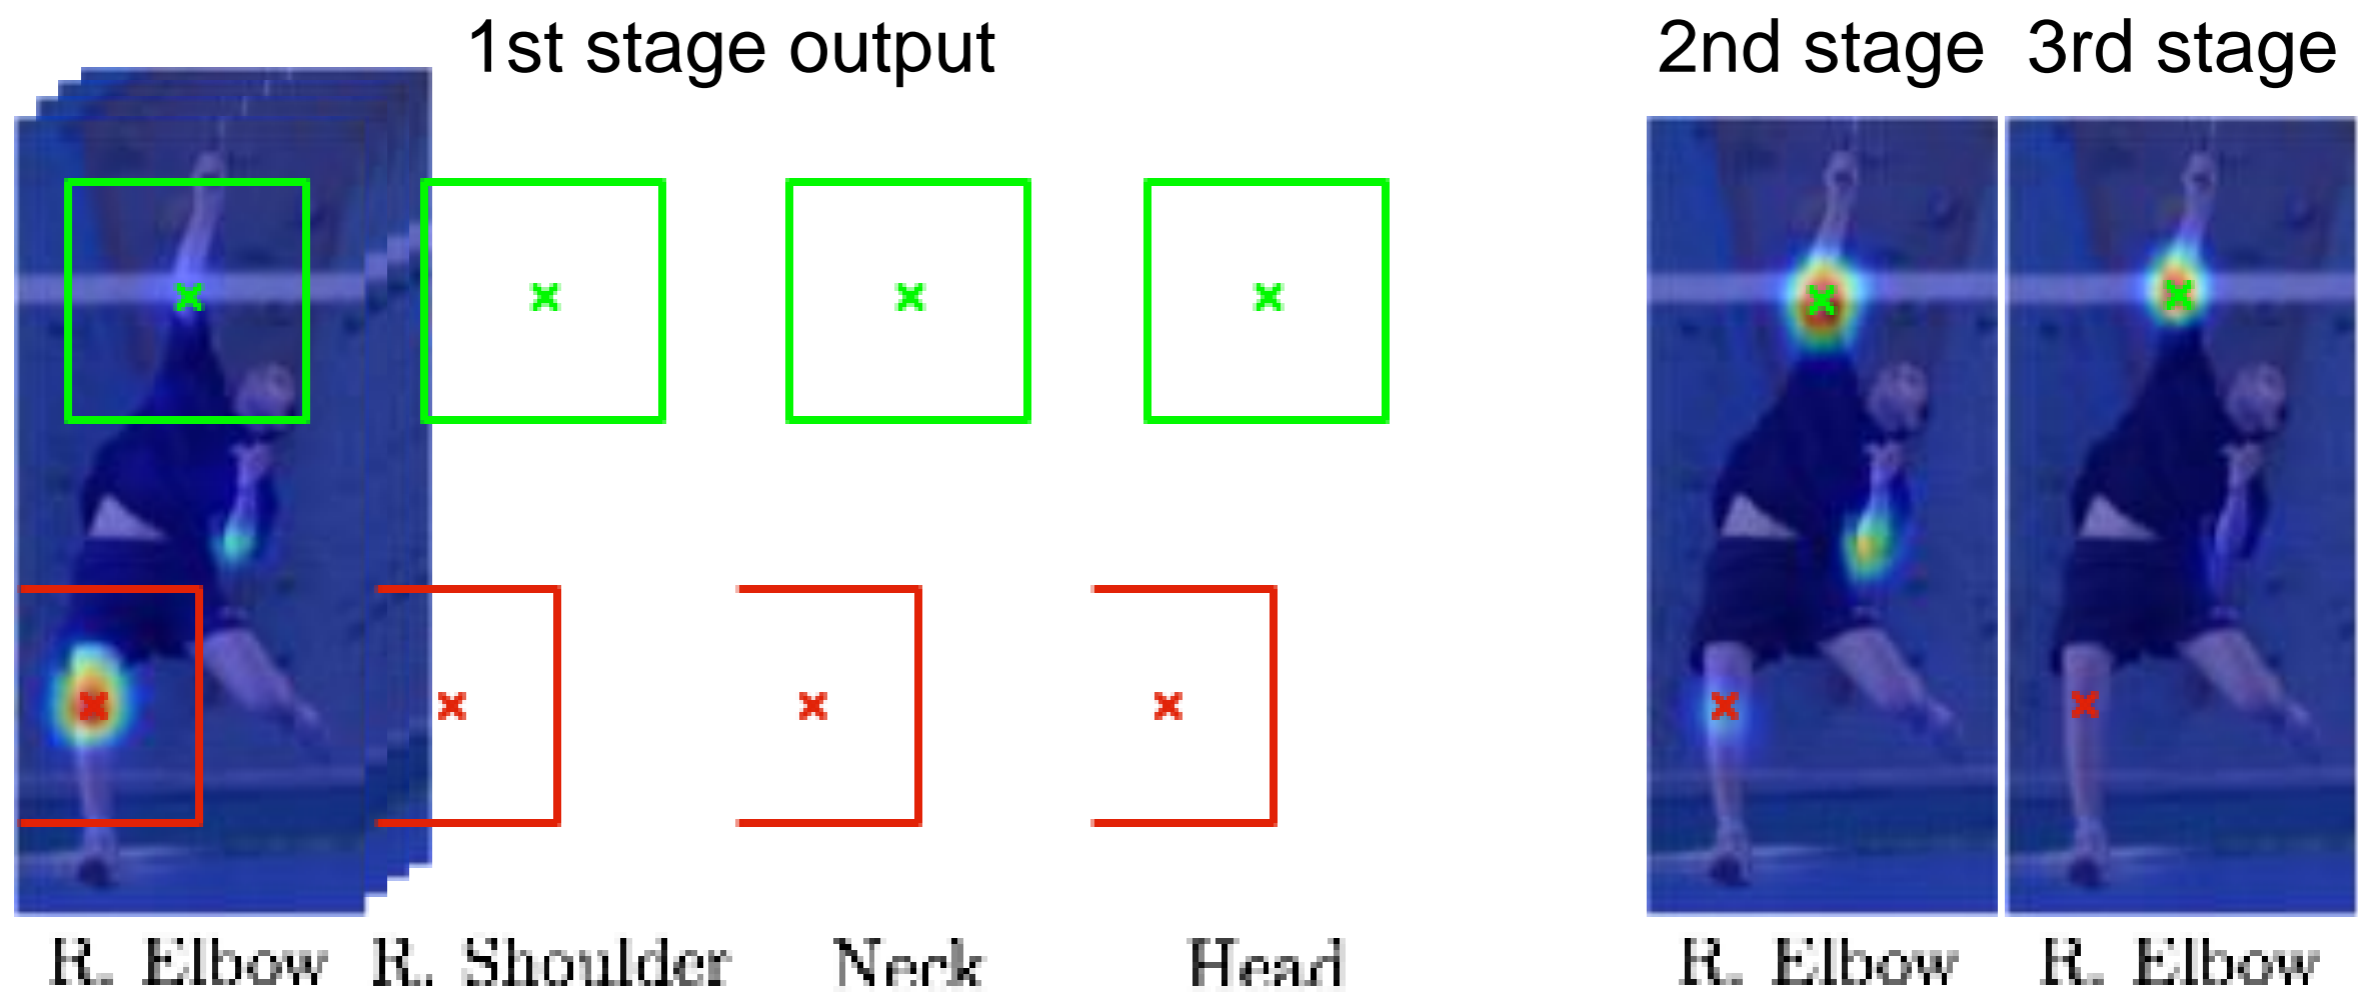 1st stage output 2nd stage 3rd stage
R. Elbow R. Shoulder Neck Head R. Elbow R. Elbow